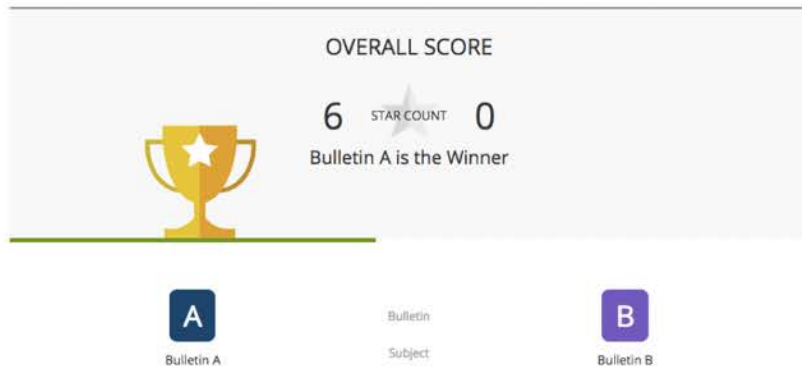 OVERALL SCORE
6 STAR COUNT 0
Bulletin A is the Winner
A Bulletin B
Bulletin A Subject Bulletin B